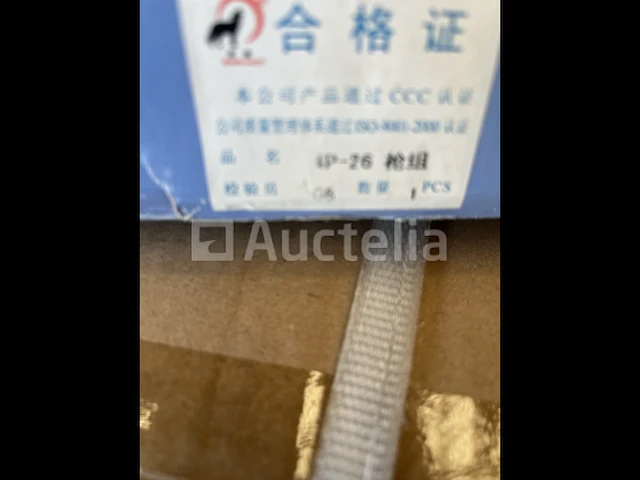 合格证
本公司产品通过CCC认证
公司质量管理体系通过ISO-9001-2000认证
品 名 QP-26 枪组
检验员 08 数量 1 PCS
Auctelia